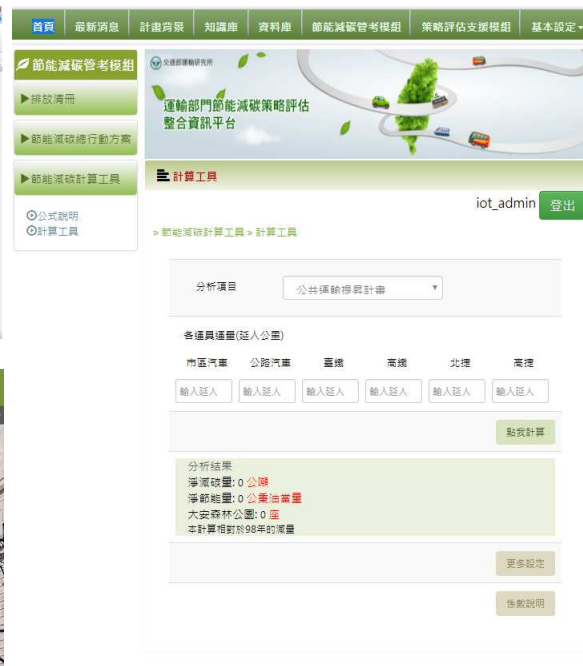 首頁 最新消息 計畫背景 知識庫 資料庫 節能減碳管考模組 策略評估支援模組 基本設定
節能減碳管考模組
▶排放清冊
▶節能減碳總行動方案
▶節能減碳計算工具
公式說明
計算工具
交通部運輸研究所
運輸部門節能減碳策略評估
整合資訊平台
計算工具
iot_admin 登出
» 節能減碳計算工具 » 計算工具
分析項目 公共運輸提昇計畫
各運具運量(延人公里)
市區汽車 公路汽車 臺鐵 高鐵 北捷 高捷
輸入延人 輸入延人 輸入延人 輸入延人 輸入延人 輸入延人
點我計算
分析結果
淨減碳量: 0 公噸
淨節能量: 0 公秉油當量
大安森林公園: 0 座
本計算相對於98年的減量
更多設定
係數說明